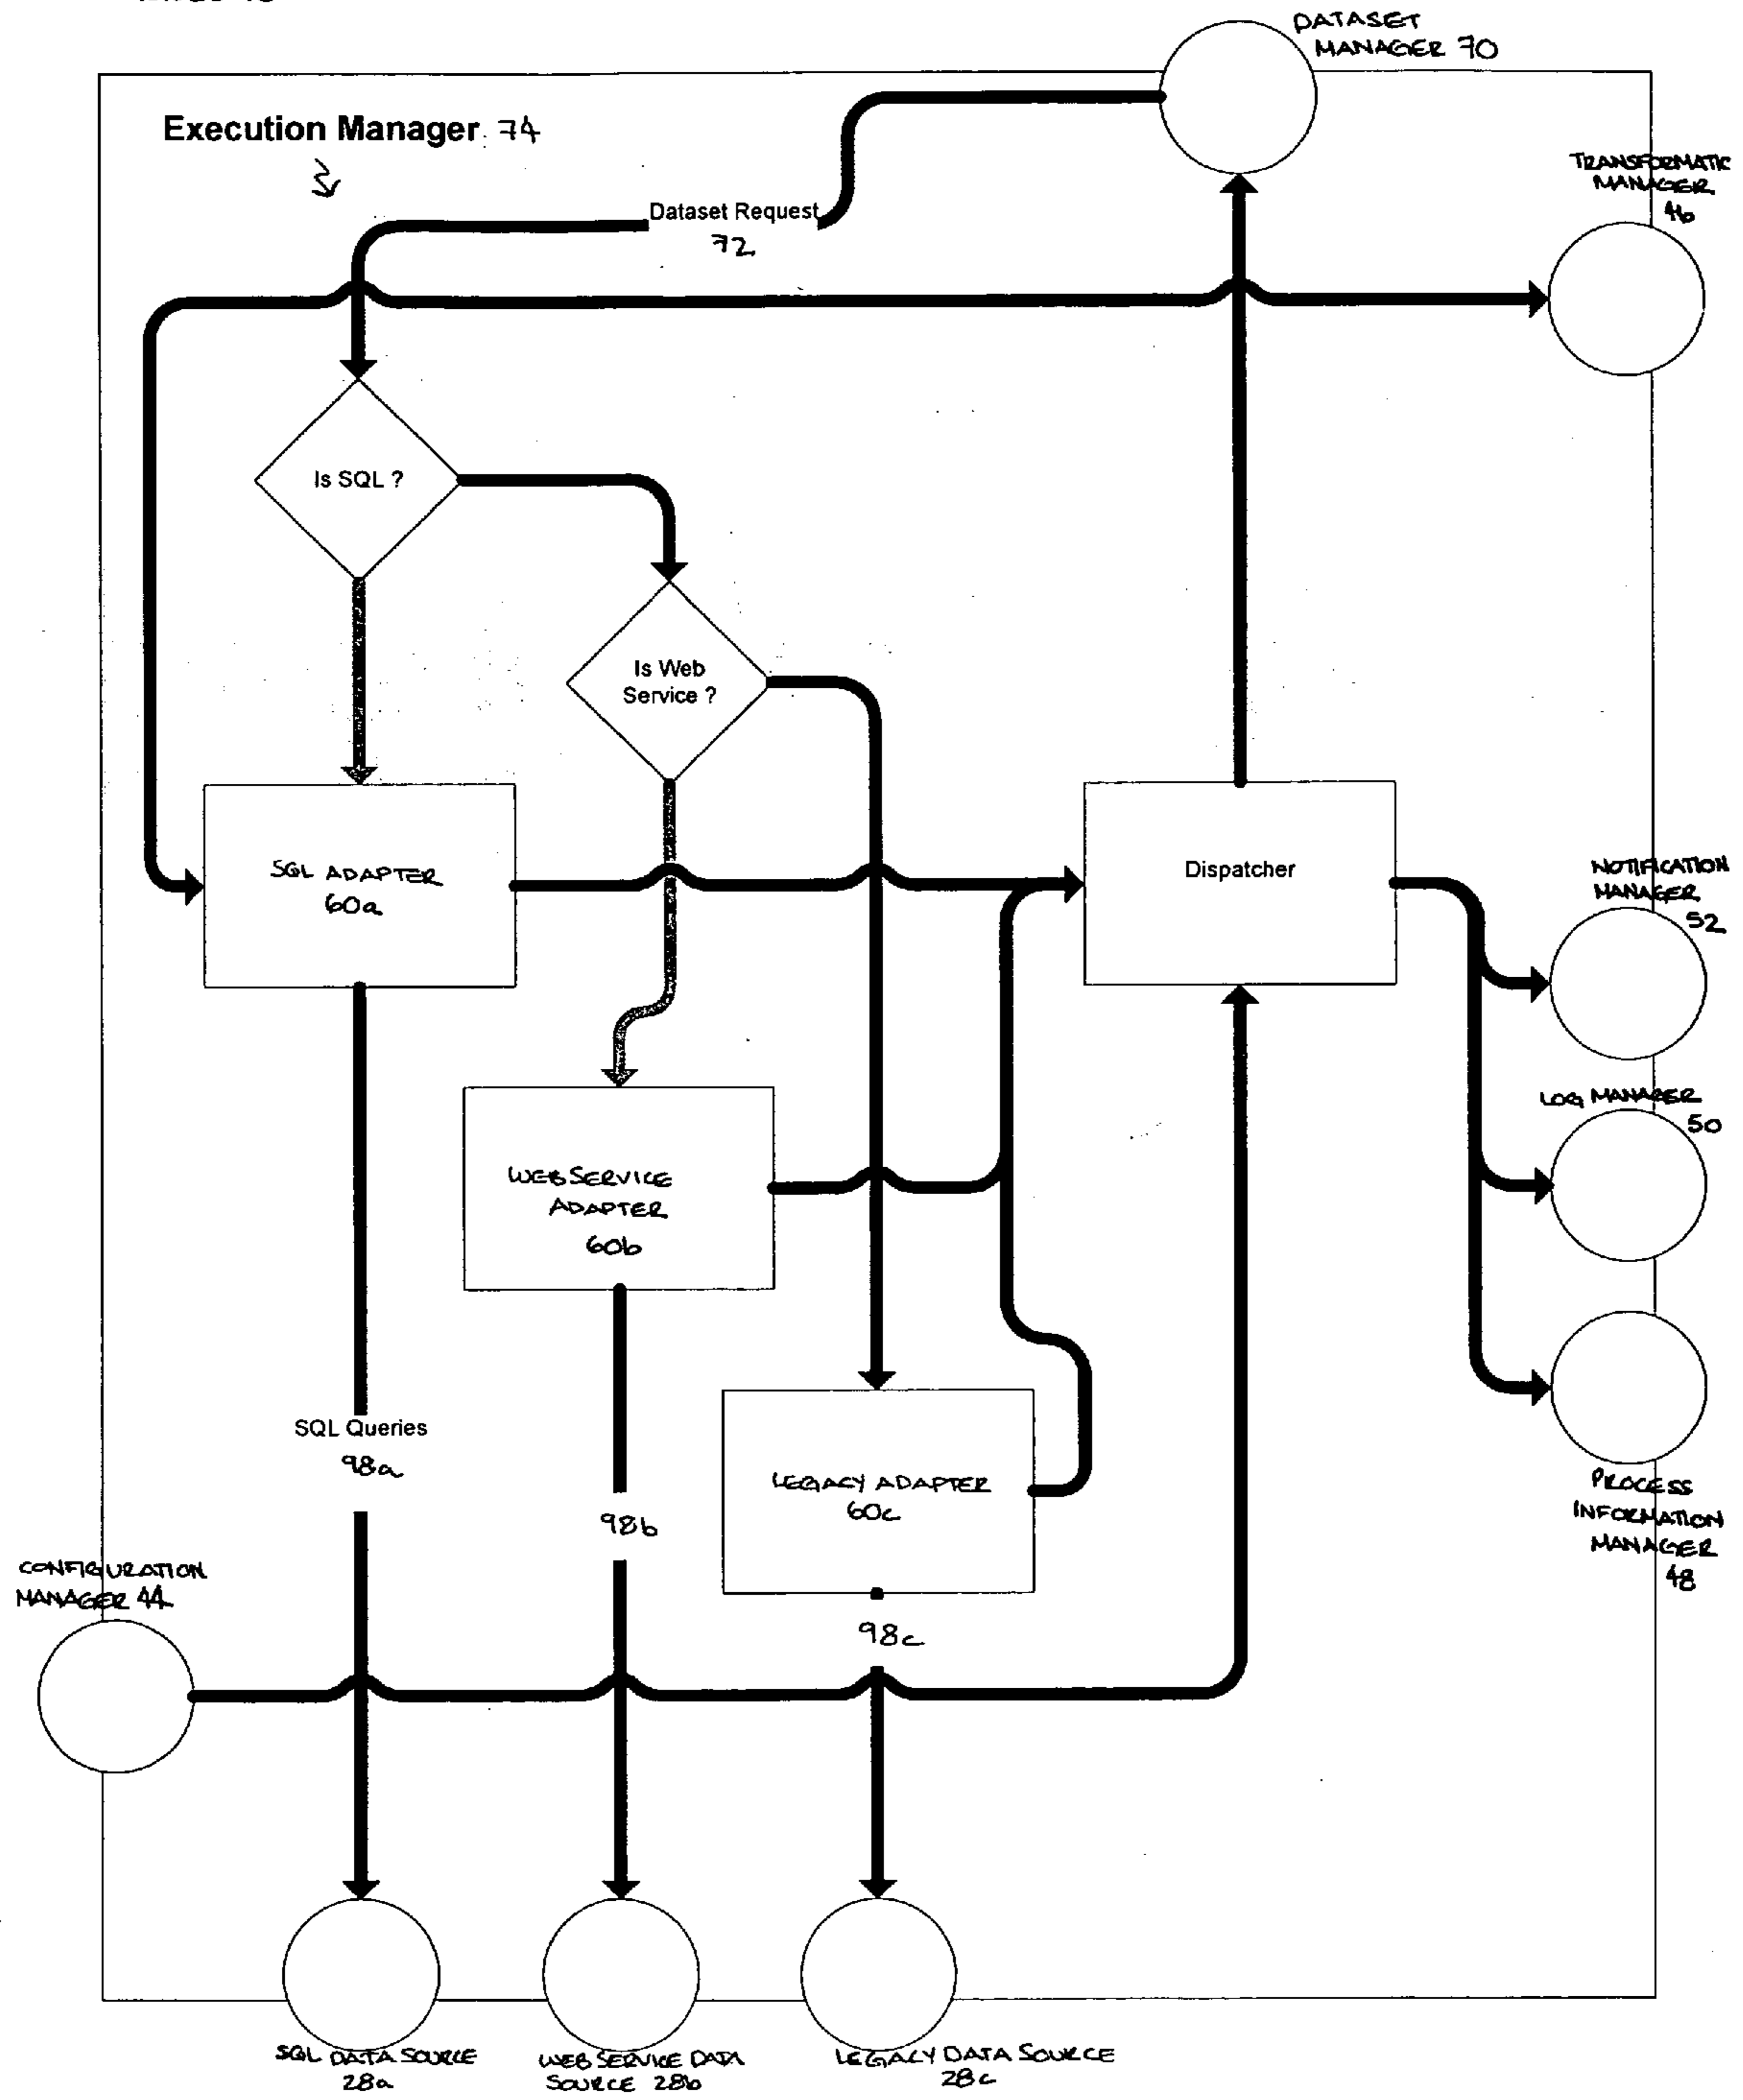 DATASET
MANAGER 70
Execution Manager 74
TRANSFORMATIC
MANAGER
46
Dataset Request
72
Is SQL ?
Is Web
Service ?
SQL ADAPTER
60a
Dispatcher
NOTIFICATION
MANAGER
52
LOG MANAGER
50
WEB SERVICE
ADAPTER
60b
SQL Queries
98a
LEGACY ADAPTER
60c
98b
PROCESS
INFORMATION
MANAGER
48
CONFIGURATION
MANAGER 44
98c
SQL DATA SOURCE
28a
WEB SERVICE DATA
SOURCE 28b
LEGACY DATA SOURCE
28c